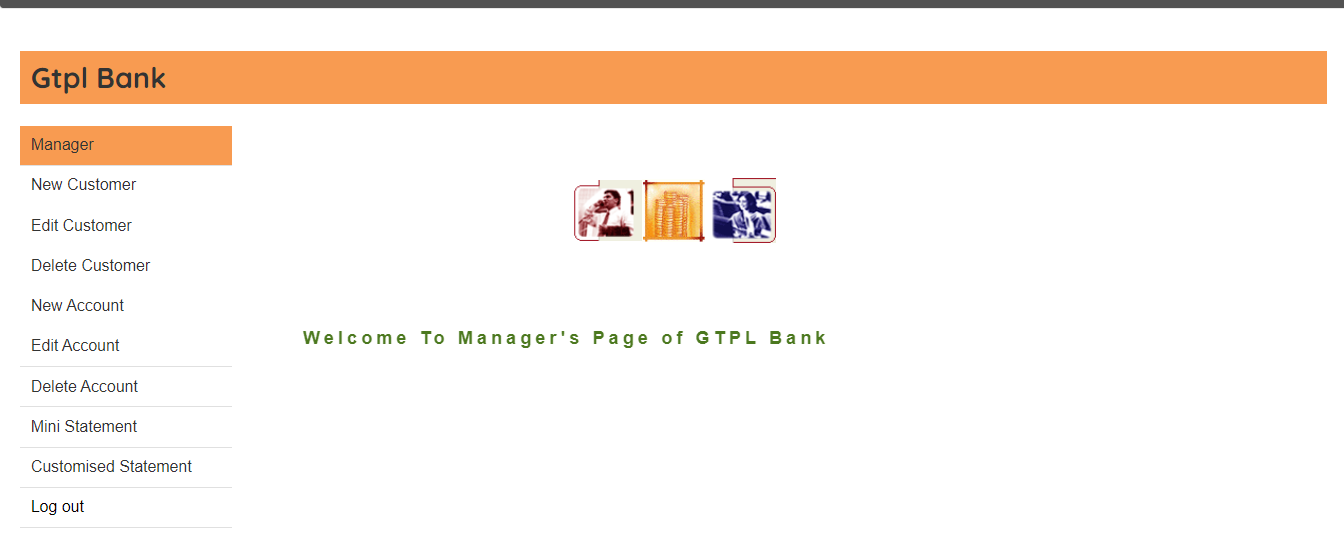 Gtpl Bank
Manager
New Customer
Edit Customer
Delete Customer
New Account
Edit Account
Delete Account
Mini Statement
Customised Statement
Log out
Welcome To Manager's Page of GTPL Bank